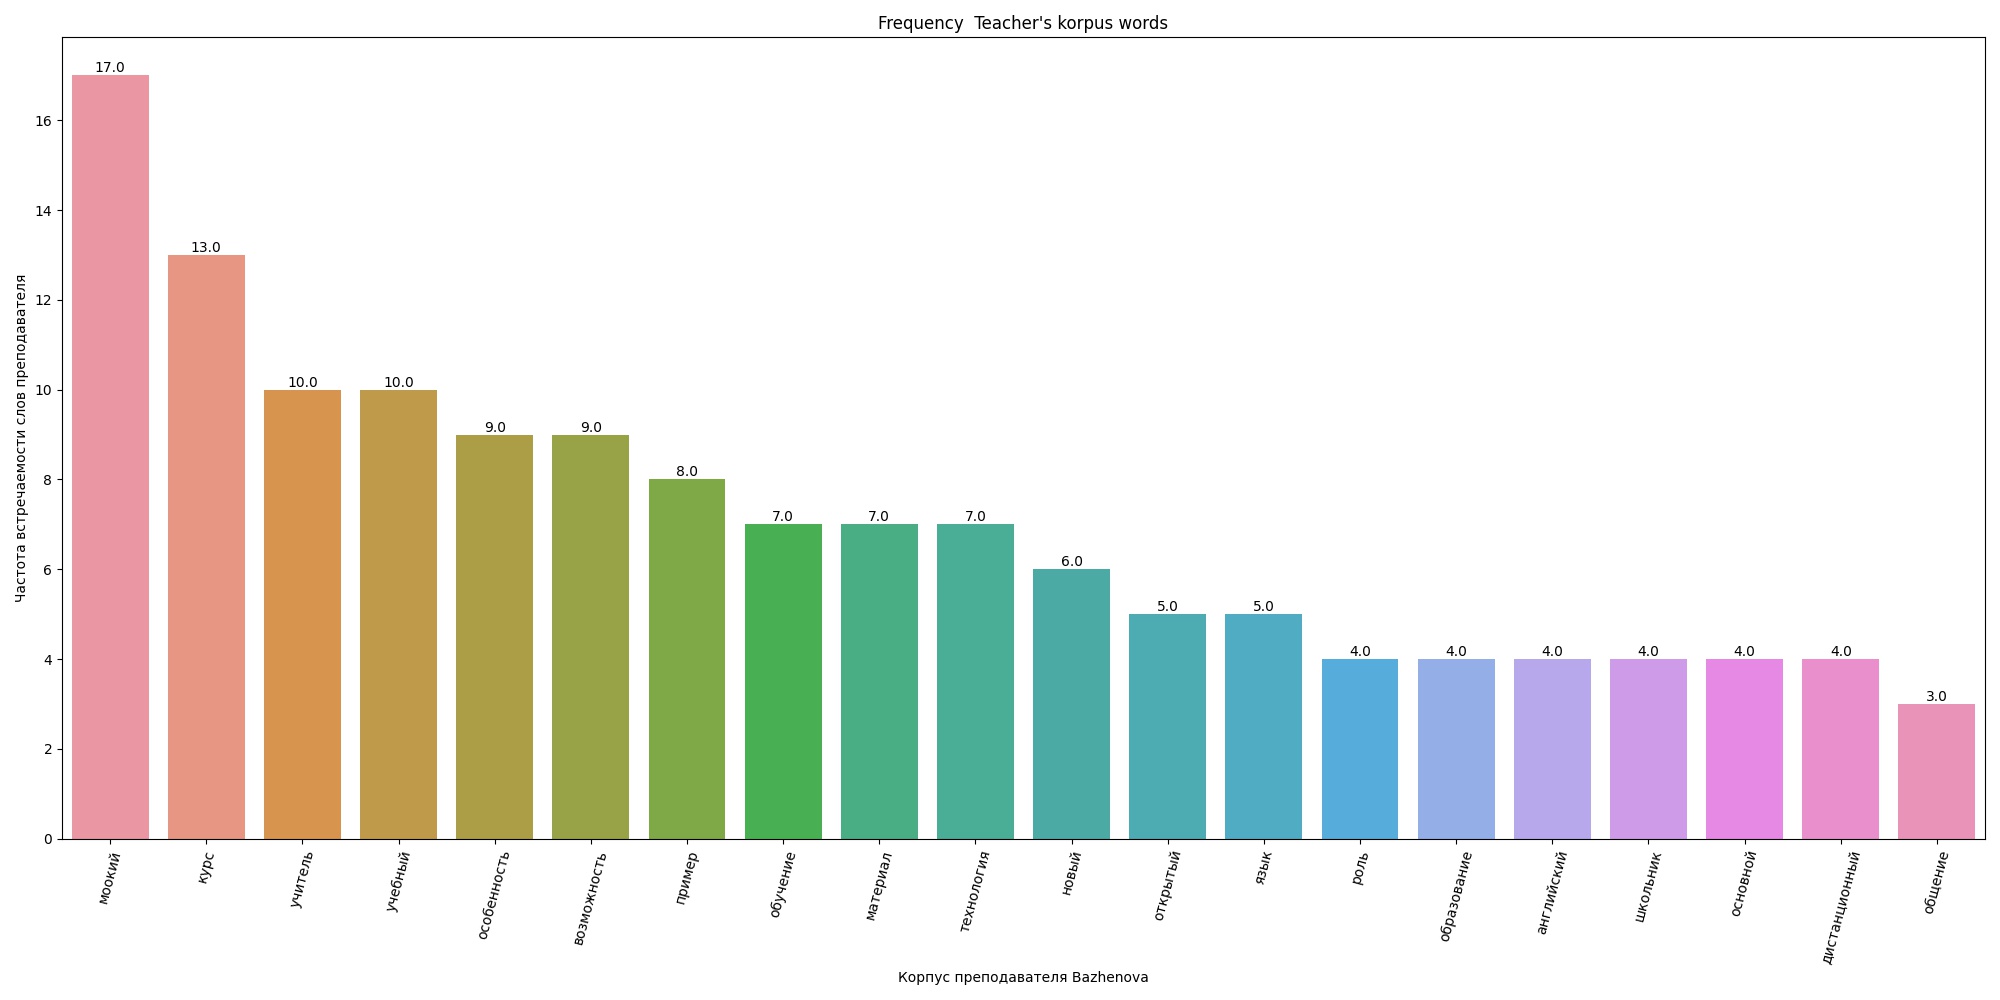 Frequency  Teacher's korpus words
Частота встречаемости слов преподавателя
16
14
12
10
8
6
4
2
0
17.0
13.0
10.0
10.0
9.0
9.0
8.0
7.0
7.0
7.0
6.0
5.0
5.0
4.0
4.0
4.0
4.0
4.0
4.0
3.0
моокий
курс
учитель
учебный
особенность
возможность
пример
обучение
материал
технология
новый
открытый
язык
роль
образование
английский
школьник
основной
дистанционный
общение
Корпус преподавателя Bazhenova